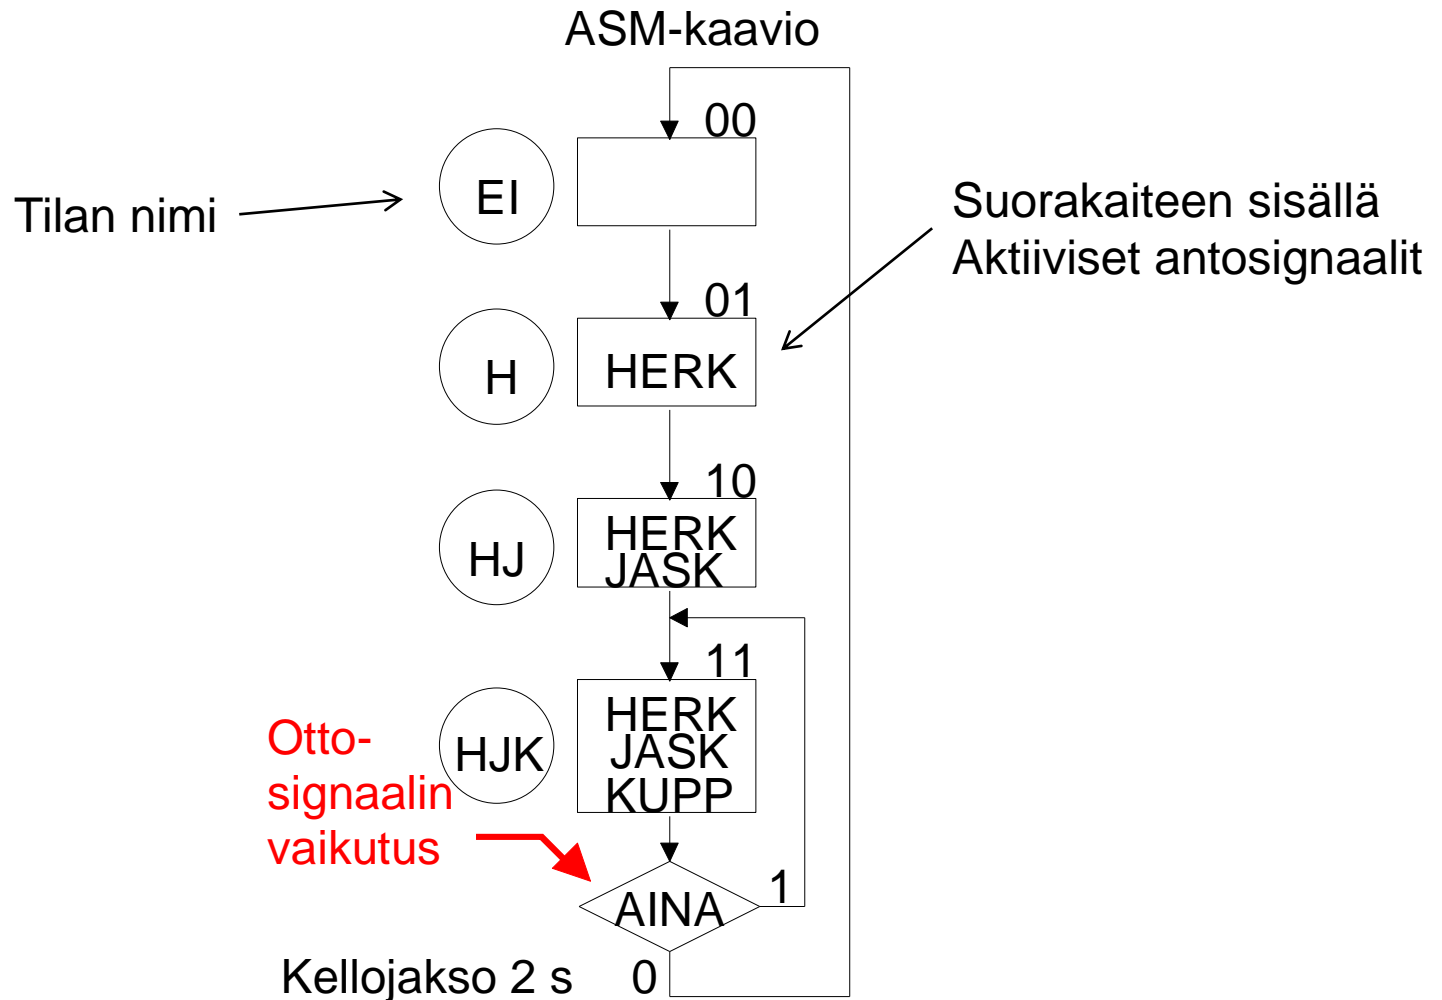 ASM-kaavio
00
EI
Tilan nimi
Suorakaiteen sisällä
Aktiiviset antosignaalit
01
H
HERK
10
HJ
HERK
JASK
11
HJK
HERK
JASK
KUPP
Otto-
signaalin
vaikutus
AINA
1
Kellojakso 2 s
0